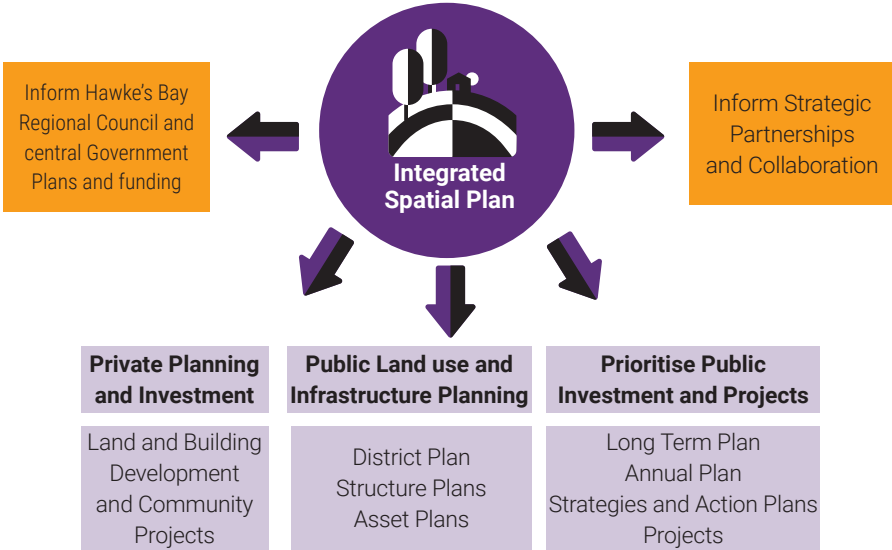 Inform Hawke's Bay
Regional Council and
central Government
Plans and funding
Integrated
Spatial Plan
Inform Strategic
Partnerships
and Collaboration
Private Planning
and Investment
Land and Building
Development
and Community
Projects
Public Land use and
Infrastructure Planning
District Plan
Structure Plans
Asset Plans
Prioritise Public
Investment and Projects
Long Term Plan
Annual Plan
Strategies and Action Plans
Projects